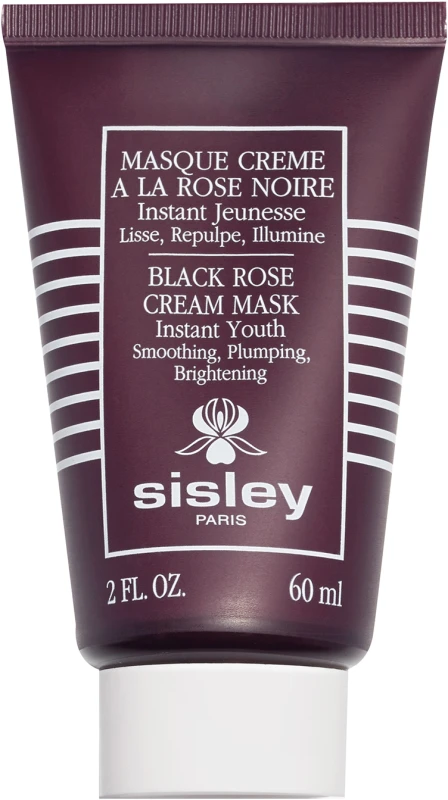 MASQUE CREME
A LA ROSE NOIRE
Instant Jeunesse
Lisse, Repulpe, Illumine
BLACK ROSE
CREAM MASK
Instant Youth
Smoothing, Plumping,
Brightening
sisley
PARIS
2 FL. OZ. 60 ml